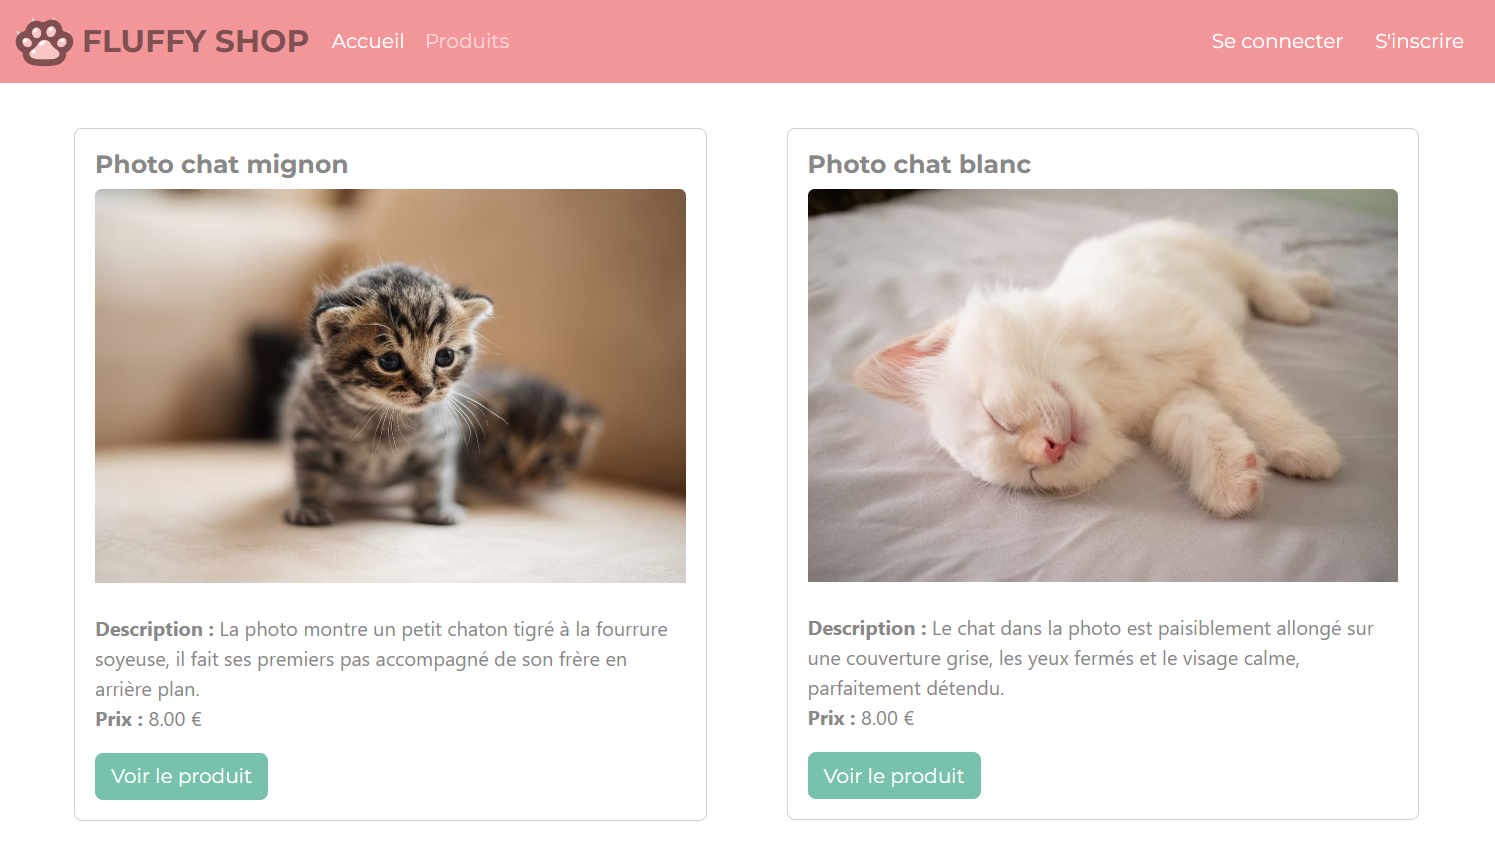 FLUFFY SHOP Accueil Produits Se connecter S'inscrire
Photo chat mignon
Description : La photo montre un petit chaton tigré à la fourrure
soyeuse, il fait ses premiers pas accompagné de son frère en
arrière plan.
Prix : 8.00 €
Voir le produit
Photo chat blanc
Description : Le chat dans la photo est paisiblement allongé sur
une couverture grise, les yeux fermés et le visage calme,
parfaitement détendu.
Prix : 8.00 €
Voir le produit